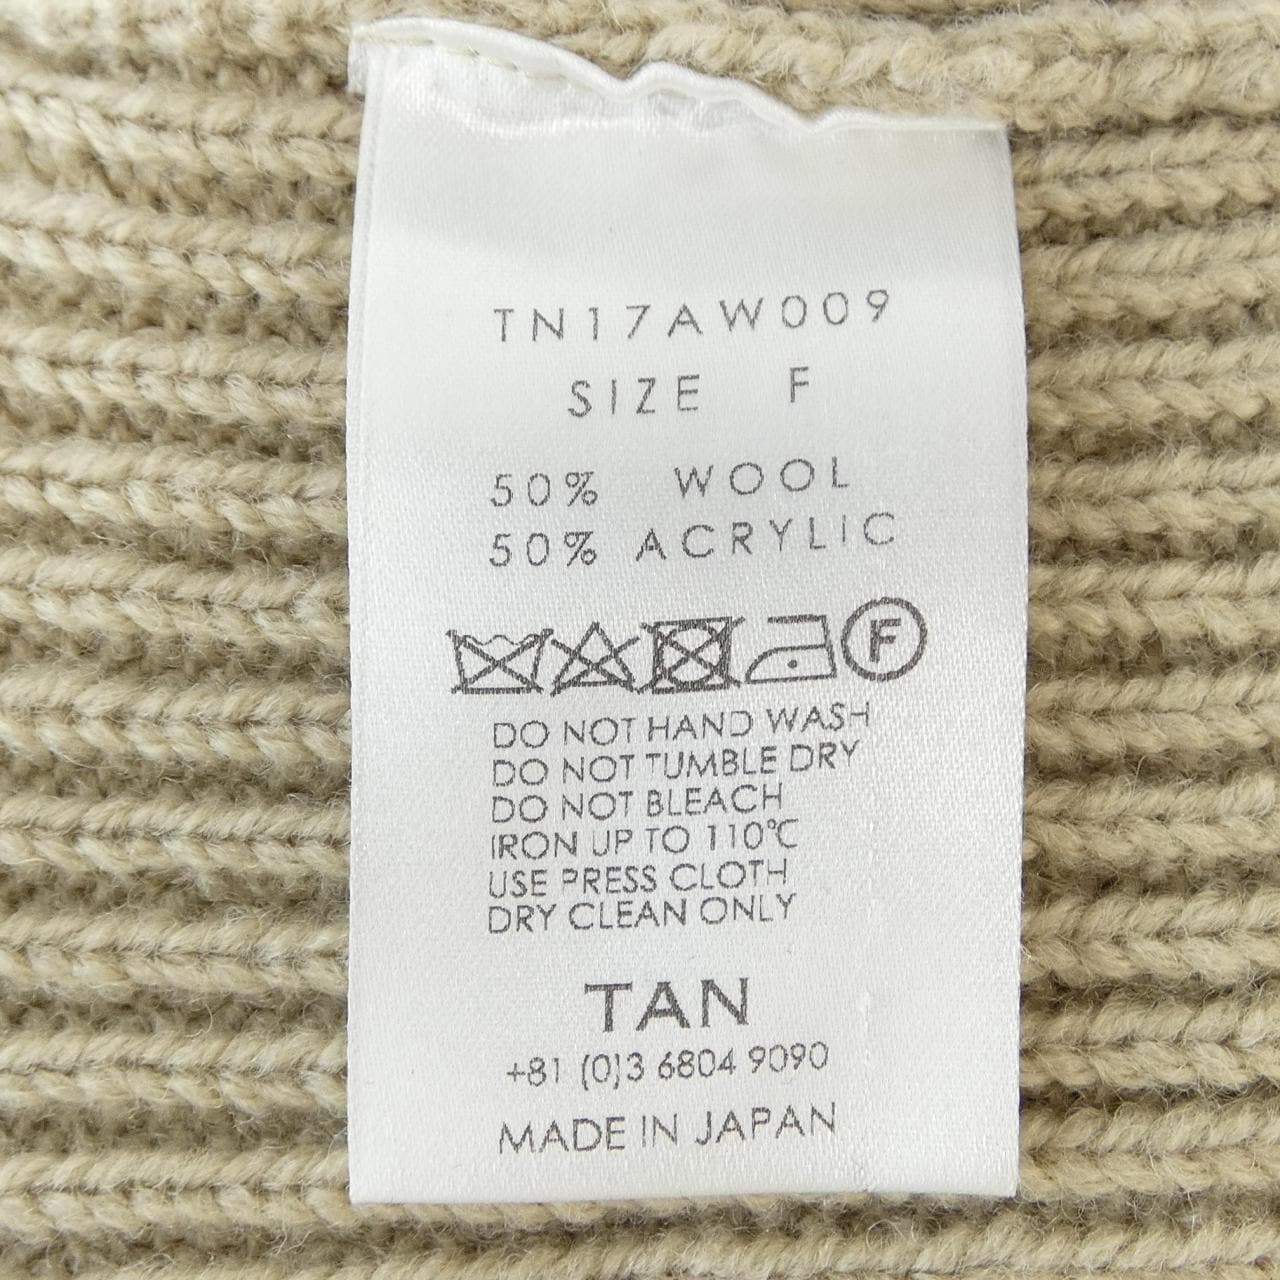 TN17AW009
SIZE F
50% WOOL
50% ACRYLIC
F
DO NOT HAND WASH
DO NOT TUMBLE DRY
DO NOT BLEACH
IRON UP TO 110℃
USE PRESS CLOTH
DRY CLEAN ONLY
TAN
+81 (0)3 6804 9090
MADE IN JAPAN